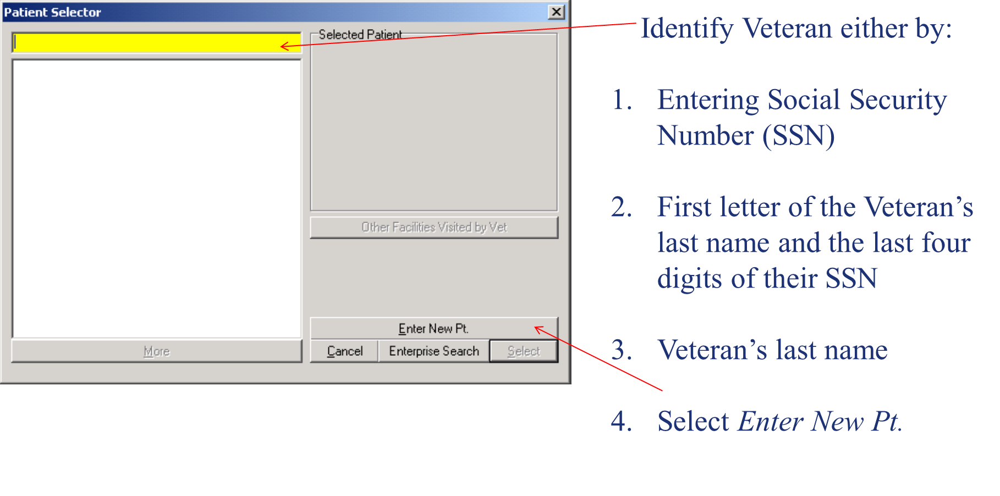 Patient Selector
Selected Patient
Other Facilities Visited by Vet
Enter New Pt.
More
Cancel
Enterprise Search
Select
Identify Veteran either by:
1. Entering Social Security
Number (SSN)
2. First letter of the Veteran’s
last name and the last four
digits of their SSN
3. Veteran’s last name
4. Select Enter New Pt.